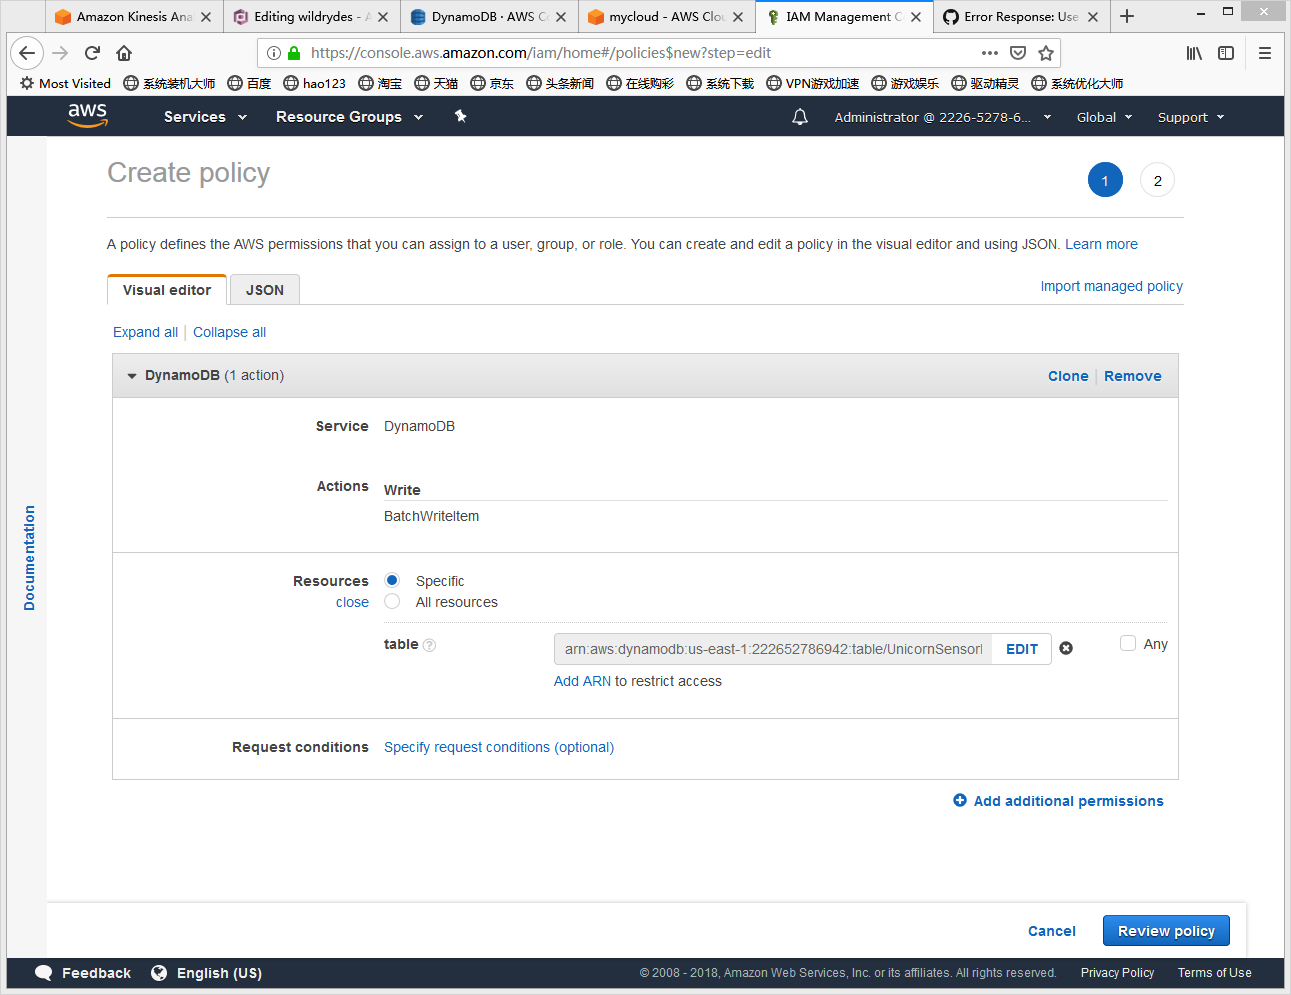 Amazon Kinesis Ana
Editing wildrydes - A
DynamoDB · AWS Co
mycloud - AWS Clou
IAM Management C
Error Response: Use
https://console.aws.amazon.com/iam/home#/policies$new?step=edit
Most Visited 系统装机大师 百度 hao123 淘宝 天猫 京东 头条新闻 在线购彩 系统下载 VPN游戏加速 游戏娱乐 驱动精灵 系统优化大师
aws Services Resource Groups Administrator @ 2226-5278-6... Global Support
Create policy
1 2
A policy defines the AWS permissions that you can assign to a user, group, or role. You can create and edit a policy in the visual editor and using JSON. Learn more
Visual editor JSON
Import managed policy
Expand all Collapse all
DynamoDB (1 action) Clone Remove
Service DynamoDB
Actions Write
BatchWriteItem
Resources Specific
close All resources
table ? arn:aws:dynamodb:us-east-1:222652786942:table/UnicornSensor EDIT Any
Add ARN to restrict access
Request conditions Specify request conditions (optional)
Add additional permissions
Documentation
Cancel Review policy
Feedback English (US) © 2008 - 2018, Amazon Web Services, Inc. or its affiliates. All rights reserved. Privacy Policy Terms of Use